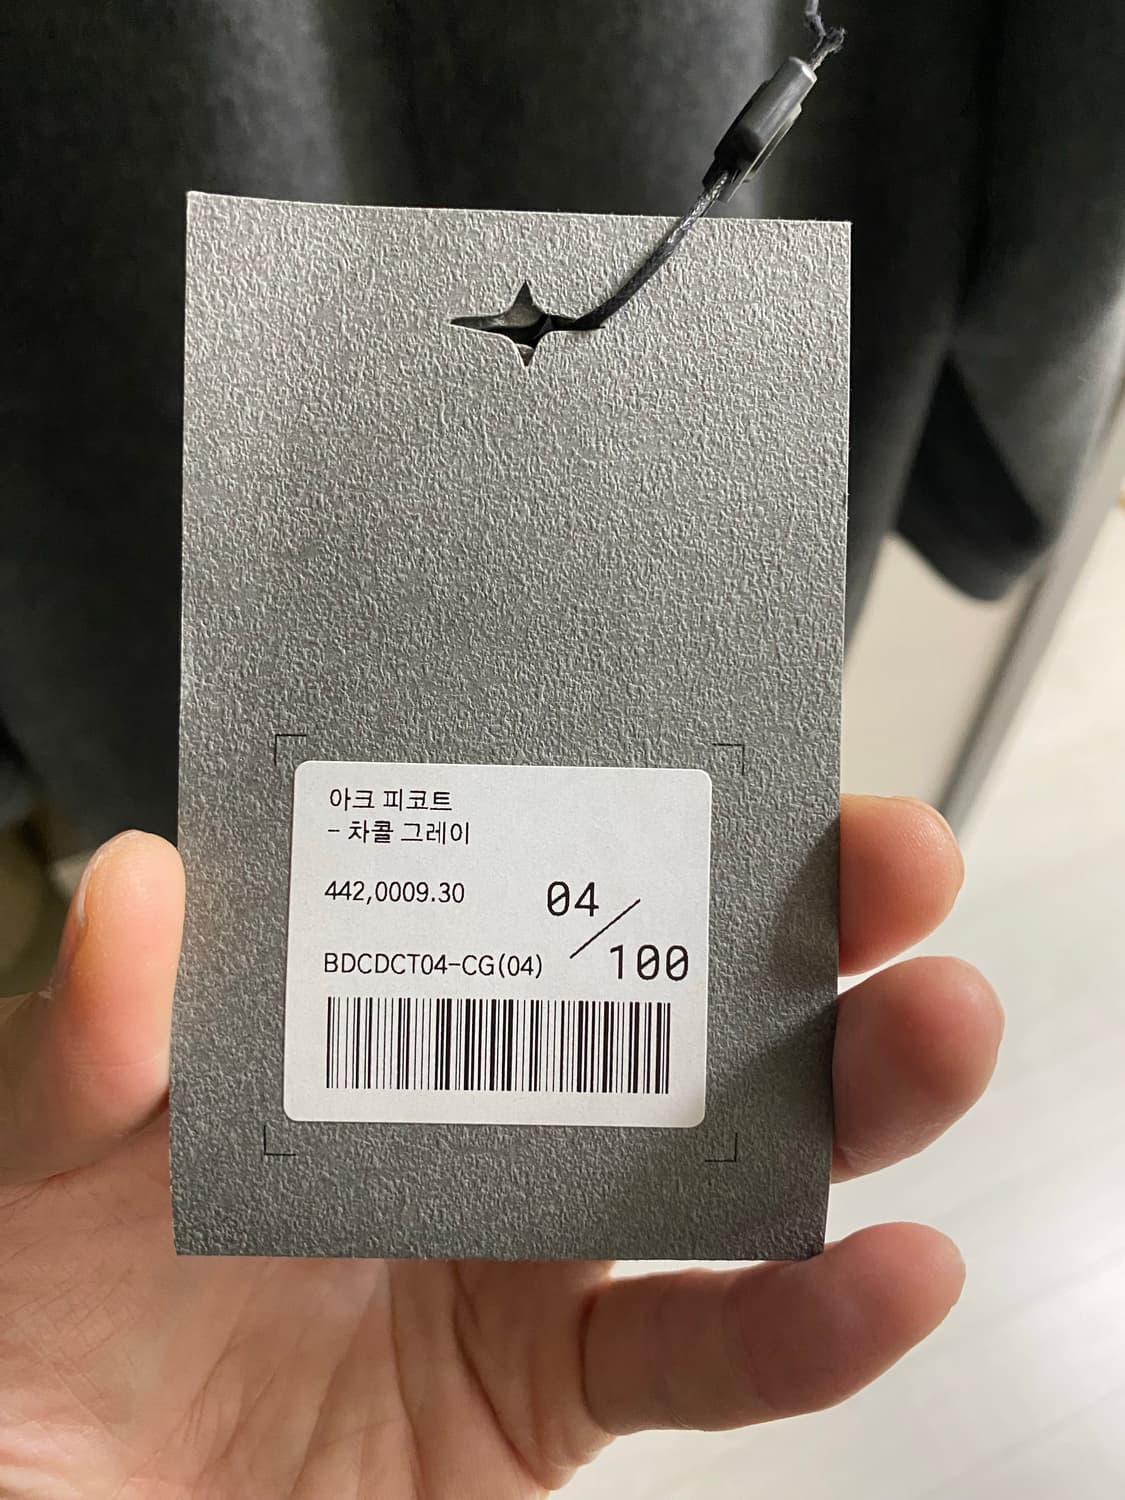 아크 피코트
- 차콜 그레이
442,0009.30
04/100
BDCDCT04-CG(04)